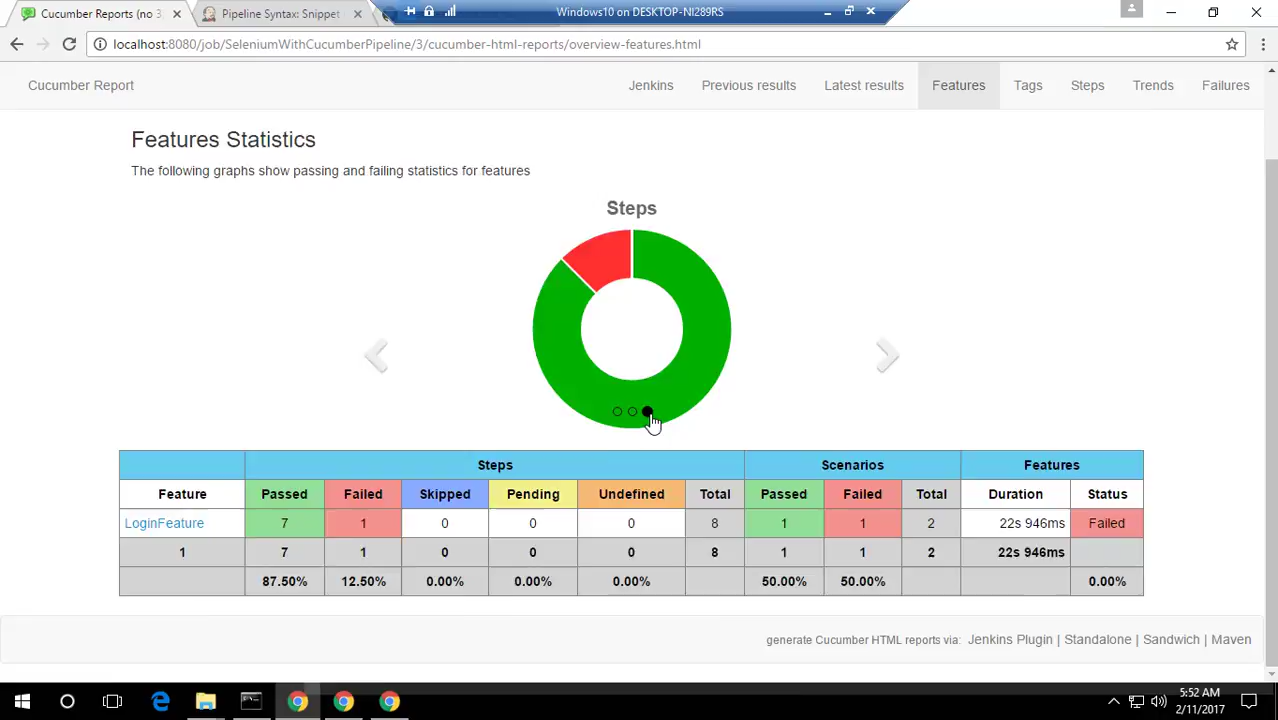 Cucumber Reports (no 3
Pipeline Syntax: Snippet
Windows10 on DESKTOP-NI289RS
localhost:8080/job/SeleniumWithCucumberPipeline/3/cucumber-html-reports/overview-features.html
Cucumber Report
Jenkins Previous results Latest results Features Tags Steps Trends Failures
Features Statistics
The following graphs show passing and failing statistics for features
Steps
Steps Scenarios Features
Feature Passed Failed Skipped Pending Undefined Total Passed Failed Total Duration Status
LoginFeature 7 1 0 0 0 8 1 1 2 22s 946ms Failed
1 7 1 0 0 0 8 1 1 2 22s 946ms
87.50% 12.50% 0.00% 0.00% 0.00% 50.00% 50.00% 0.00%
generate Cucumber HTML reports via: Jenkins Plugin | Standalone | Sandwich | Maven
5:52 AM
2/11/2017